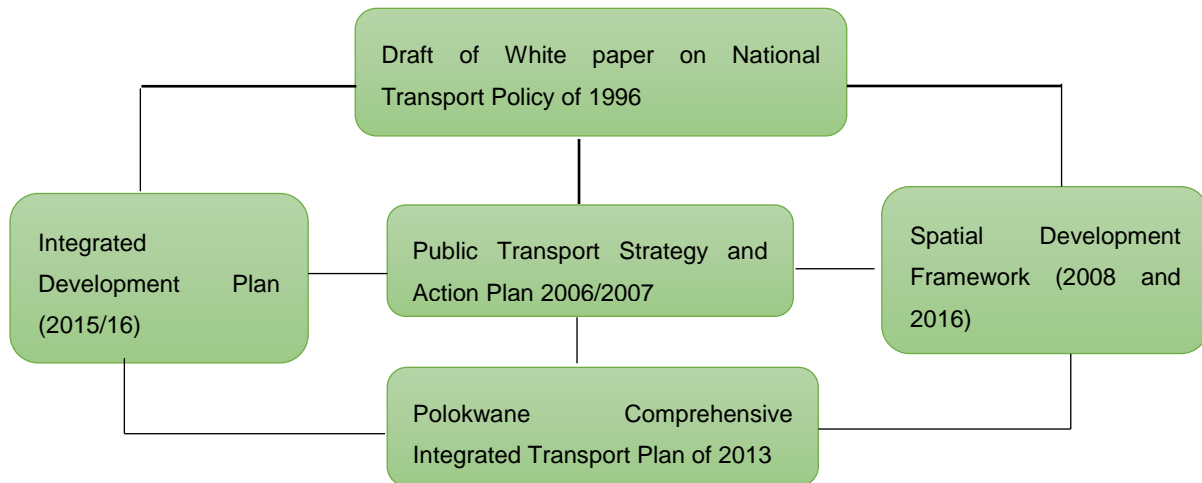 Draft of White paper on National
Transport Policy of 1996
Integrated
Development Plan
(2015/16)
Public Transport Strategy and
Action Plan 2006/2007
Spatial Development
Framework (2008 and
2016)
Polokwane Comprehensive
Integrated Transport Plan of 2013